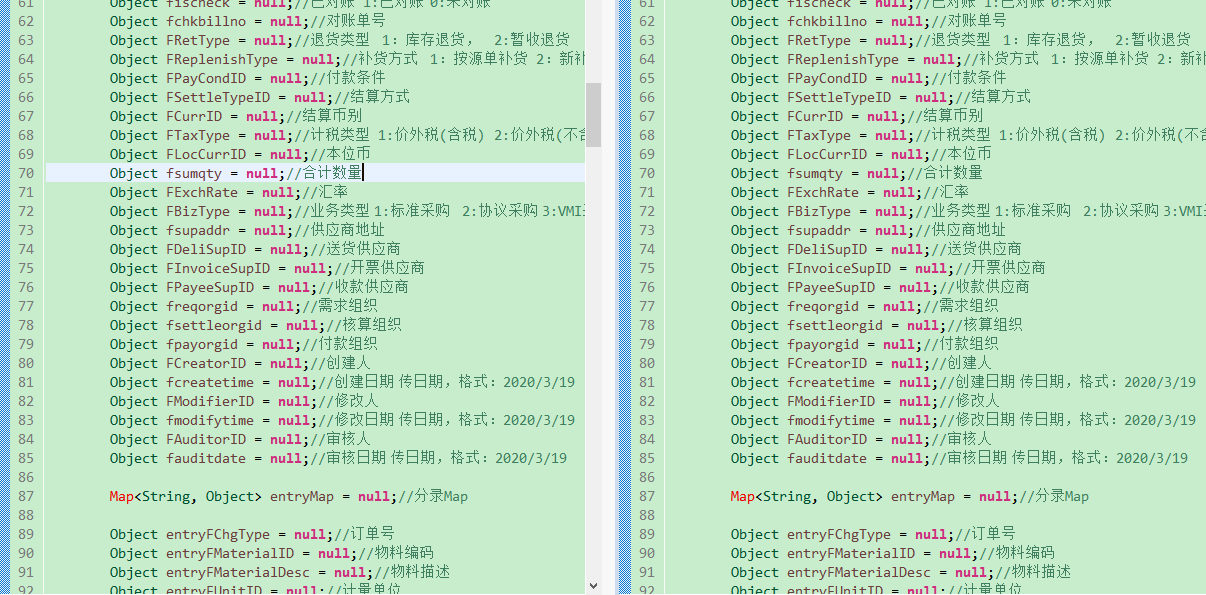 61 Object fischeck = null;//已对账 1:已对账 0:未对账
62 Object fchkbillno = null;//对账单号
63 Object FRetType = null;//退货类型 1: 库存退货, 2:暂收退货
64 Object FReplenishType = null;//补货方式 1: 按源单补货 2: 新补
65 Object FPayCondID = null;//付款条件
66 Object FSettleTypeID = null;//结算方式
67 Object FCurrID = null;//结算币别
68 Object FTaxType = null;//计税类型 1:价外税(含税) 2:价外税(不含
69 Object FLocCurrID = null;//本位币
70 Object fsumqty = null;//合计数量
71 Object FExchRate = null;//汇率
72 Object FBizType = null;//业务类型 1:标准采购 2:协议采购 3:VMI
73 Object fsupaddr = null;//供应商地址
74 Object FDeliSupID = null;//送货供应商
75 Object FInvoiceSupID = null;//开票供应商
76 Object FPayeeSupID = null;//收款供应商
77 Object freqorgid = null;//需求组织
78 Object fsettleorgid = null;//核算组织
79 Object fpayorgid = null;//付款组织
80 Object FCreatorID = null;//创建人
81 Object fcreatetime = null;//创建日期 传日期，格式：2020/3/19
82 Object FModifierID = null;//修改人
83 Object fmodifytime = null;//修改日期 传日期，格式：2020/3/19
84 Object FAuditorID = null;//审核人
85 Object fauditdate = null;//审核日期 传日期，格式：2020/3/19
86
87 Map<String, Object> entryMap = null;//分录Map
88
89 Object entryFChgType = null;//订单号
90 Object entryFMaterialID = null;//物料编码
91 Object entryFMaterialDesc = null;//物料描述
92 Object entryFUnitID = null;//计量单位
61 Object fischeck = null;//已对账 1:已对账 0:未对账
62 Object fchkbillno = null;//对账单号
63 Object FRetType = null;//退货类型 1: 库存退货, 2:暂收退货
64 Object FReplenishType = null;//补货方式 1: 按源单补货 2: 新补
65 Object FPayCondID = null;//付款条件
66 Object FSettleTypeID = null;//结算方式
67 Object FCurrID = null;//结算币别
68 Object FTaxType = null;//计税类型 1:价外税(含税) 2:价外税(不含
69 Object FLocCurrID = null;//本位币
70 Object fsumqty = null;//合计数量
71 Object FExchRate = null;//汇率
72 Object FBizType = null;//业务类型 1:标准采购 2:协议采购 3:VMI
73 Object fsupaddr = null;//供应商地址
74 Object FDeliSupID = null;//送货供应商
75 Object FInvoiceSupID = null;//开票供应商
76 Object FPayeeSupID = null;//收款供应商
77 Object freqorgid = null;//需求组织
78 Object fsettleorgid = null;//核算组织
79 Object fpayorgid = null;//付款组织
80 Object FCreatorID = null;//创建人
81 Object fcreatetime = null;//创建日期 传日期，格式：2020/3/19
82 Object FModifierID = null;//修改人
83 Object fmodifytime = null;//修改日期 传日期，格式：2020/3/19
84 Object FAuditorID = null;//审核人
85 Object fauditdate = null;//审核日期 传日期，格式：2020/3/19
86
87 Map<String, Object> entryMap = null;//分录Map
88
89 Object entryFChgType = null;//订单号
90 Object entryFMaterialID = null;//物料编码
91 Object entryFMaterialDesc = null;//物料描述
92 Object entryFUnitID = null;//计量单位